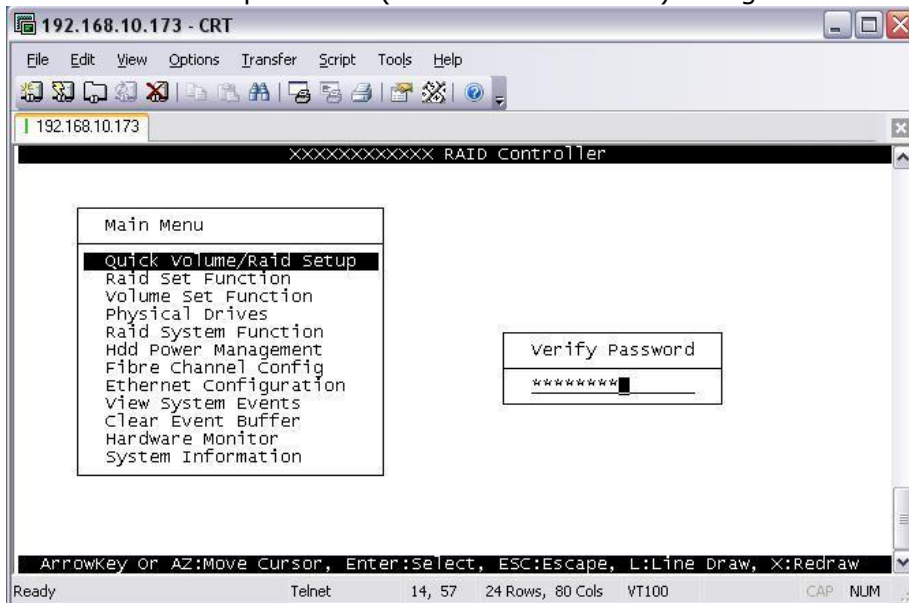 192.168.10.173 - CRT
File Edit View Options Transfer Script Tools Help
192.168.10.173
XXXXXXXXXXXX RAID Controller
Main Menu
Quick Volume/Raid Setup
Raid Set Function
Volume Set Function
Physical Drives
Raid System Function
Hdd Power Management
Fibre Channel Config
Ethernet Configuration
View System Events
Clear Event Buffer
Hardware Monitor
System Information
Verify Password
********
ArrowKey Or AZ:Move Cursor, Enter:Select, ESC:Escape, L:Line Draw, X:Redraw
Ready Telnet 14, 57 24 Rows, 80 Cols VT100 CAP NUM